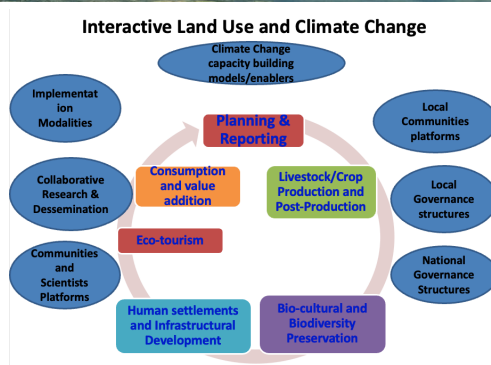 Interactive Land Use and Climate Change
Climate Change
capacity building
models/enablers
Implementat
ion
Modalities
Local
Communities
platforms
Planning &
Reporting
Consumption
and value
addition
Livestock/Crop
Production and
Post-Production
Collaborative
Research &
Dessemination
Local
Governance
structures
Eco-tourism
Communities
and
Scientists
Platforms
National
Governance
Structures
Human settlements
and Infrastructural
Development
Bio-cultural and
Biodiversity
Preservation